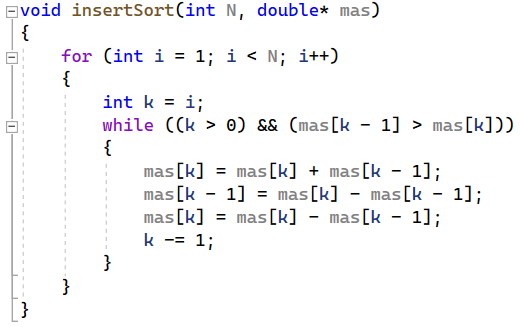 void insertSort(int N, double* mas)
{
    for (int i = 1; i < N; i++)
    {
        int k = i;
        while ((k > 0) && (mas[k - 1] > mas[k]))
        {
            mas[k] = mas[k] + mas[k - 1];
            mas[k - 1] = mas[k] - mas[k - 1];
            mas[k] = mas[k] - mas[k - 1];
            k -= 1;
        }
    }
}